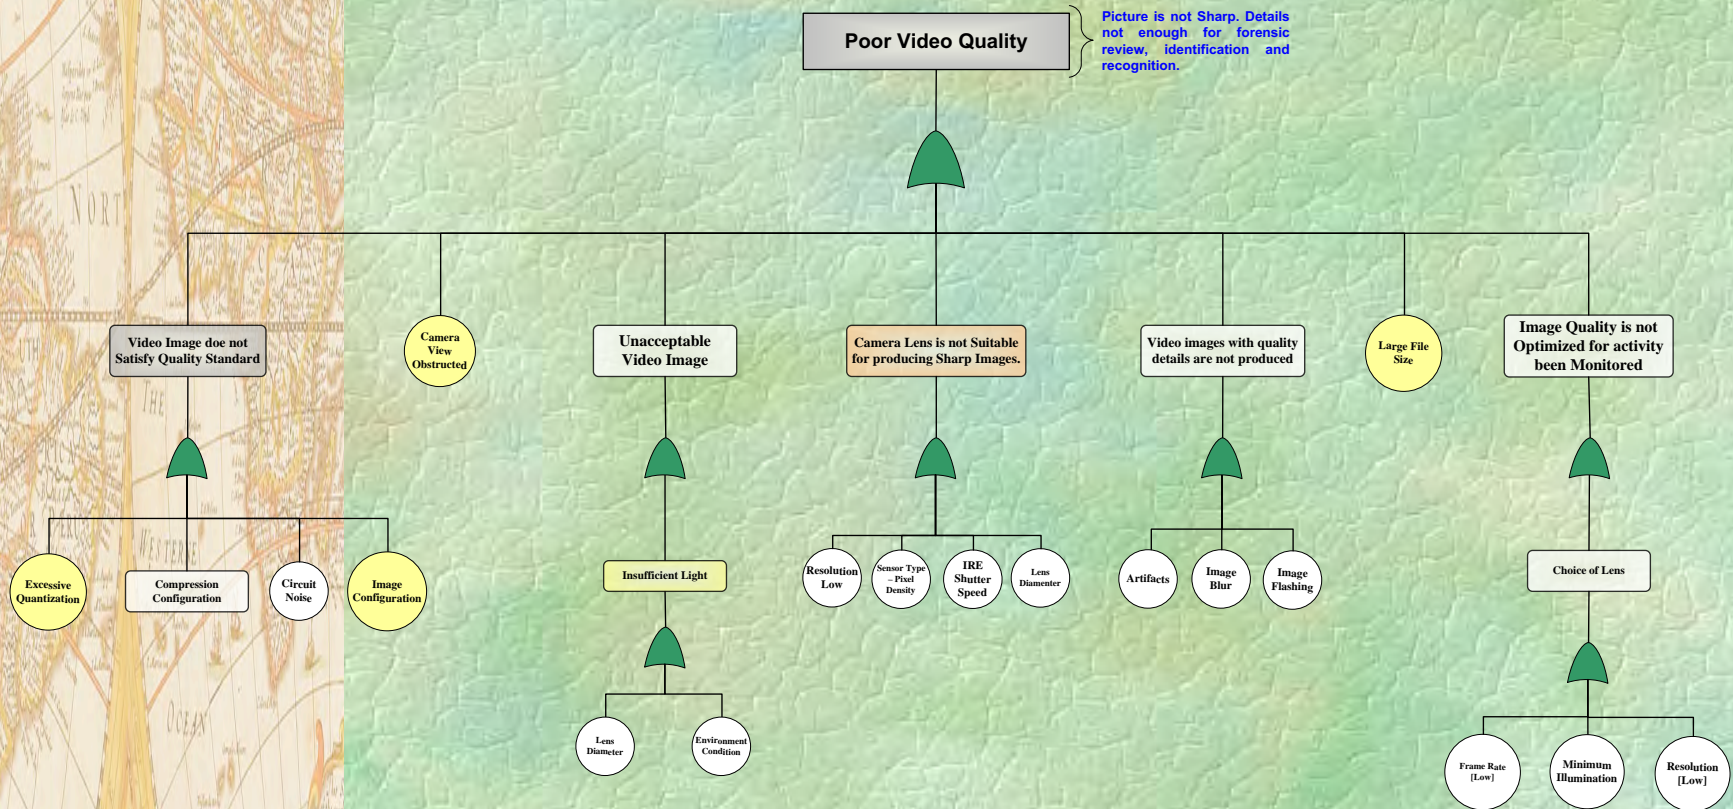 Poor Video Quality
Picture is not Sharp. Details
not enough for forensic
review, identification and
recognition.
Video Image doe not
Satisfy Quality Standard
Camera
View
Obstructed
Unacceptable
Video Image
Camera Lens is not Suitable
for producing Sharp Images.
Video images with quality
details are not produced
Large File
Size
Image Quality is not
Optimized for activity
been Monitored
Excessive
Quantization
Compression
Configuration
Circuit
Noise
Image
Configuration
Insufficient Light
Resolution
Low
Sensor Type
– Pixel
Density
IRE
Shutter
Speed
Lens
Diamenter
Artifacts
Image
Blur
Image
Flashing
Choice of Lens
Lens
Diameter
Environment
Condition
Frame Rate
[Low]
Minimum
Illumination
Resolution
[Low]
NORT
THE
WESTERNE
OCEAN